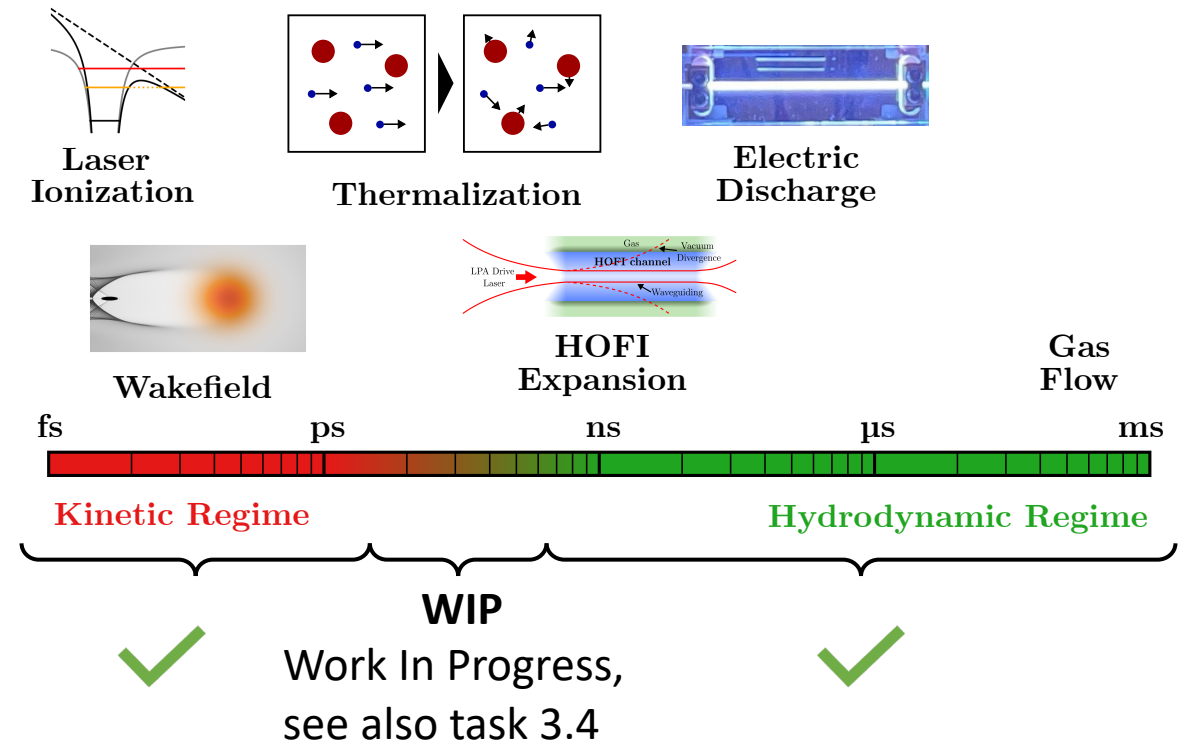 Laser
Ionization
Thermalization
Electric
Discharge
Wakefield
Gas
Vacuum
Divergence
HOFI channel
LPA Drive
Laser
Waveguiding
HOFI
Expansion
Gas
Flow
fs
ps
ns
µs
ms
Kinetic Regime
Hydrodynamic Regime
WIP
Work In Progress,
see also task 3.4